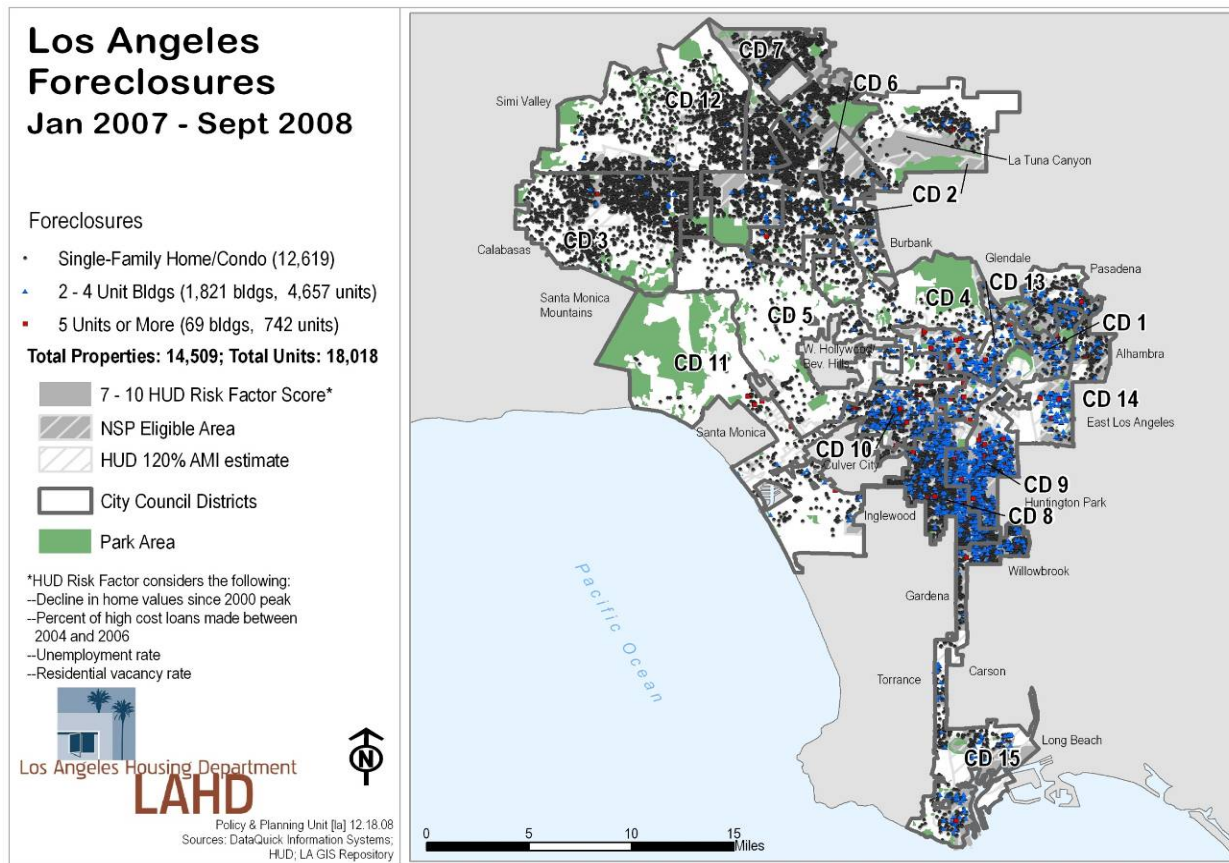 Los Angeles
Foreclosures
Jan 2007 - Sept 2008
Foreclosures
Single-Family Home/Condo (12,619)
2 - 4 Unit Bldgs (1,821 bldgs, 4,657 units)
5 Units or More (69 bldgs, 742 units)
Total Properties: 14,509; Total Units: 18,018
7 - 10 HUD Risk Factor Score*
NSP Eligible Area
HUD 120% AMI estimate
City Council Districts
Park Area
*HUD Risk Factor considers the following:
--Decline in home values since 2000 peak
--Percent of high cost loans made between
2004 and 2006
--Unemployment rate
--Residential vacancy rate
Los Angeles Housing Department
LAHD
N
Policy & Planning Unit [la] 12.18.08
Sources: DataQuick Information Systems;
HUD; LA GIS Repository
CD 7
CD 6
Simi Valley
CD 12
La Tuna Canyon
CD 2
Calabasas
CD 3
Burbank
Glendale
Pasadena
Santa Monica
Mountains
CD 13
CD 4
CD 5
CD 1
W. Hollywood/
Bev. Hills
Alhambra
CD 11
CD 14
East Los Angeles
Santa Monica
CD 10
Culver City
CD 9
Huntington Park
Inglewood
CD 8
Willowbrook
Gardena
Pacific Ocean
Carson
Torrance
Long Beach
CD 15
0 5 10 15
Miles